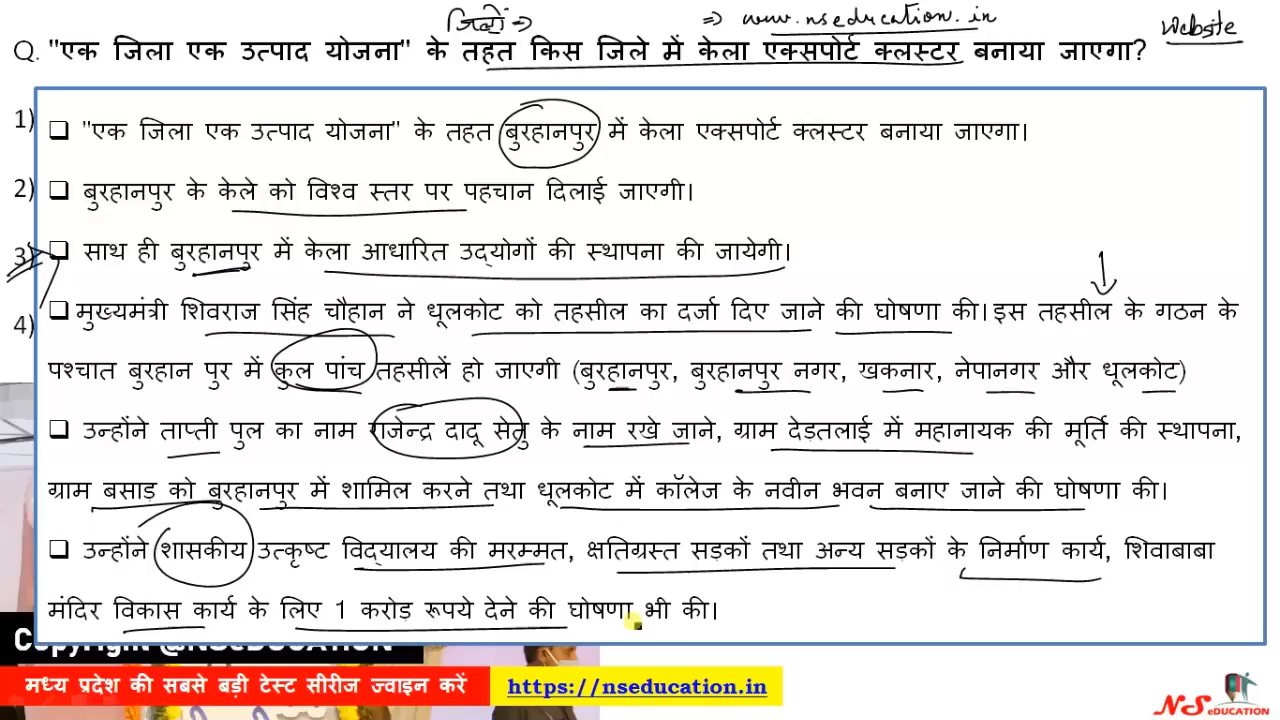 जिलों ⇒
⇒ www.nseducation.in
Website
Q. "एक जिला एक उत्पाद योजना" के तहत किस जिले में केला एक्सपोर्ट क्लस्टर बनाया जाएगा?
1)
❑ "एक जिला एक उत्पाद योजना" के तहत बुरहानपुर में केला एक्सपोर्ट क्लस्टर बनाया जाएगा।
2)
❑ बुरहानपुर के केले को विश्व स्तर पर पहचान दिलाई जाएगी।
3)
❑ साथ ही बुरहानपुर में केला आधारित उद्योगों की स्थापना की जायेगी।
4)
❑ मुख्यमंत्री शिवराज सिंह चौहान ने धूलकोट को तहसील का दर्जा दिए जाने की घोषणा की। इस तहसील के गठन के
पश्चात बुरहान पुर में कुल पांच तहसीलें हो जाएगी (बुरहानपुर, बुरहानपुर नगर, खकनार, नेपानगर और धूलकोट)
❑ उन्होंने ताप्ती पुल का नाम राजेन्द्र दादू सेतु के नाम रखे जाने, ग्राम देड़तलाई में महानायक की मूर्ति की स्थापना,
ग्राम बसाड़ को बुरहानपुर में शामिल करने तथा धूलकोट में कॉलेज के नवीन भवन बनाए जाने की घोषणा की।
❑ उन्होंने शासकीय उत्कृष्ट विद्यालय की मरम्मत, क्षतिग्रस्त सड़कों तथा अन्य सड़कों के निर्माण कार्य, शिवाबाबा
मंदिर विकास कार्य के लिए 1 करोड़ रूपये देने की घोषणा भी की।
Copyright @NSEDUCATION
मध्य प्रदेश की सबसे बड़ी टेस्ट सीरीज ज्वाइन करें
https://nseducation.in
NS EDUCATION